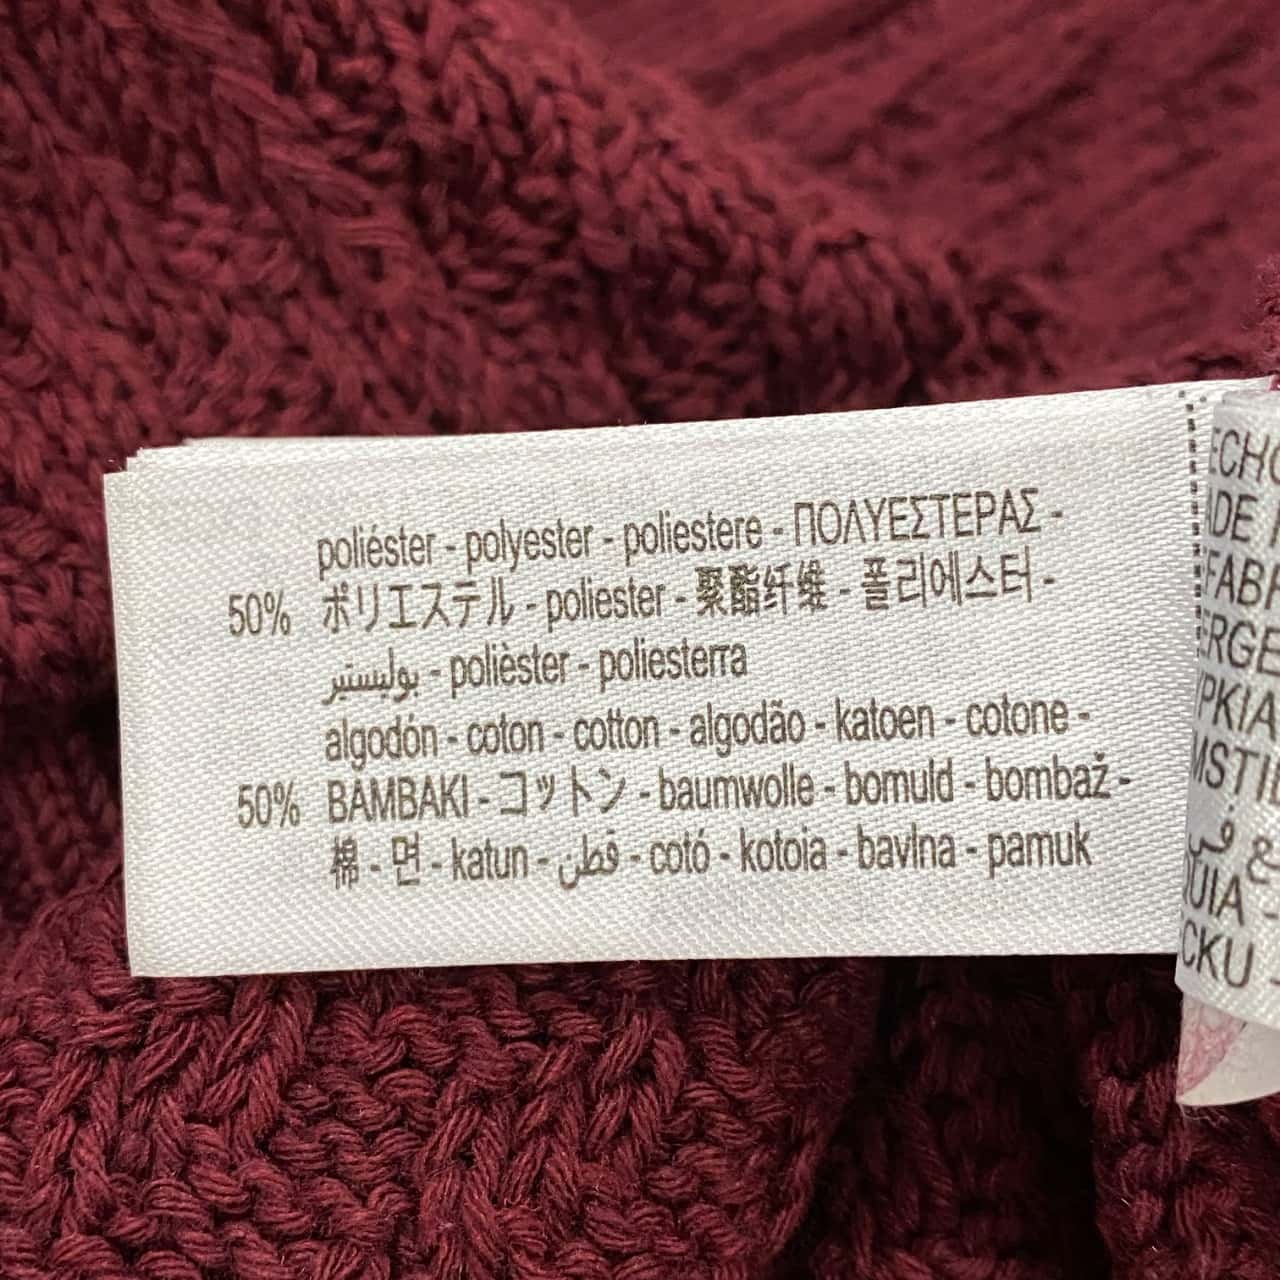 poliéster - polyester - poliestere - ΠΟΛΥΕΣΤΕΡΑΣ -
50% ポリエステル - poliester - 聚酯纤维 - 폴리에스터 -
بوليستير - polièster - poliesterra
algodón - coton - cotton - algodão - katoen - cotone -
50% BAMBAKI - コットン - baumwolle - bomuld - bombaž -
棉 - 면 - katun - قطن - cotó - kotoia - bavlna - pamuk